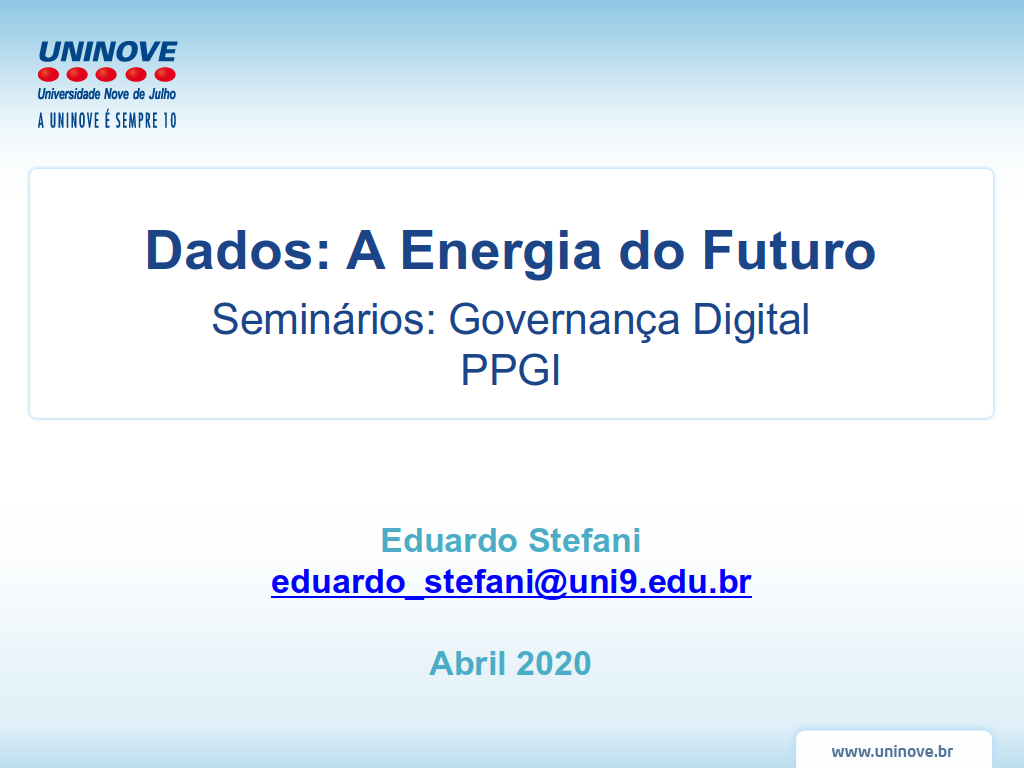 UNINOVE
Universidade Nove de Julho
A UNINOVE É SEMPRE 10
Dados: A Energia do Futuro
Seminários: Governança Digital
PPGI
Eduardo Stefani
eduardo_stefani@uni9.edu.br
Abril 2020
www.uninove.br